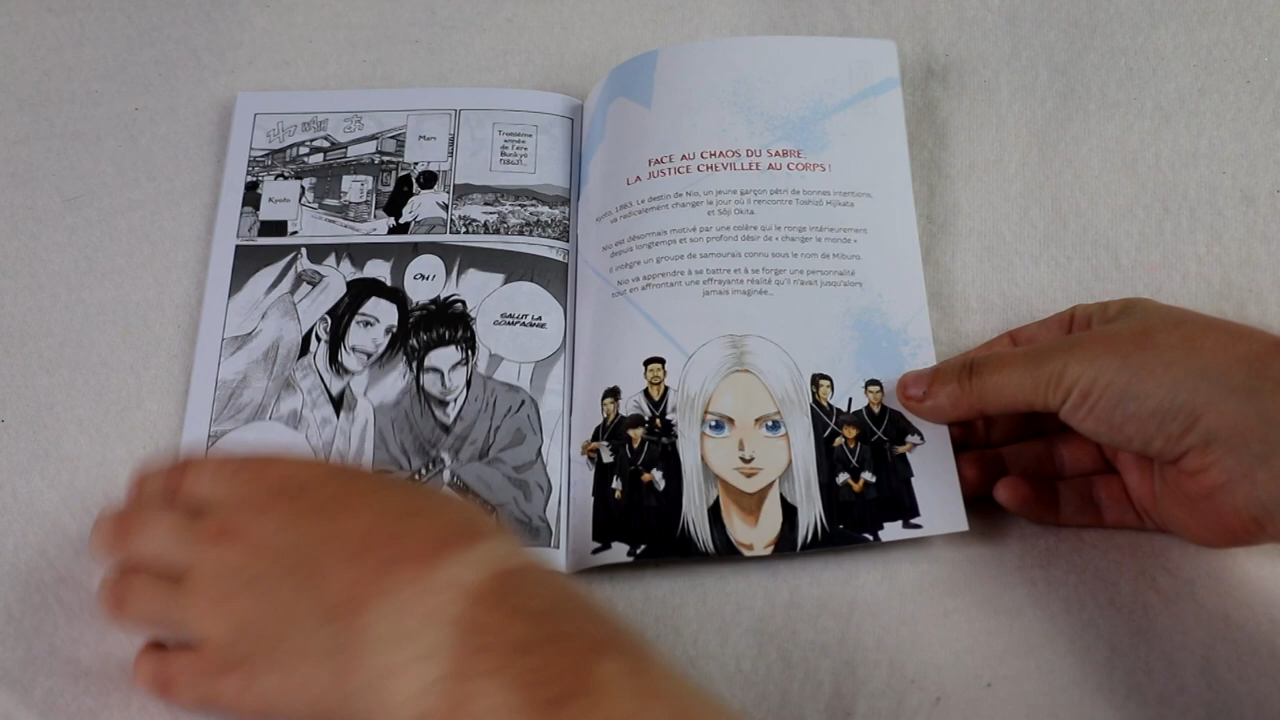 Mars
Kyoto
Troisième
année
de l'ère
Bunkyû
(1863)...
OH !
SALUT LA
COMPAGNIE.
FACE AU CHAOS DU SABRE,
LA JUSTICE CHEVILLÉE AU CORPS !
Kyoto, 1863. Le destin de Nio, un jeune garçon pétri de bonnes intentions,
va radicalement changer le jour où il rencontre Toshizô Hijikata
et Sôji Okita.
Nio est désormais motivé par une colère qui le ronge intérieurement
depuis longtemps et son profond désir de « changer le monde »
Il intègre un groupe de samouraïs connu sous le nom de Miburo.
Nio va apprendre à se battre et à se forger une personnalité
tout en affrontant une effrayante réalité qu'il n'avait jusqu'alors
jamais imaginée...